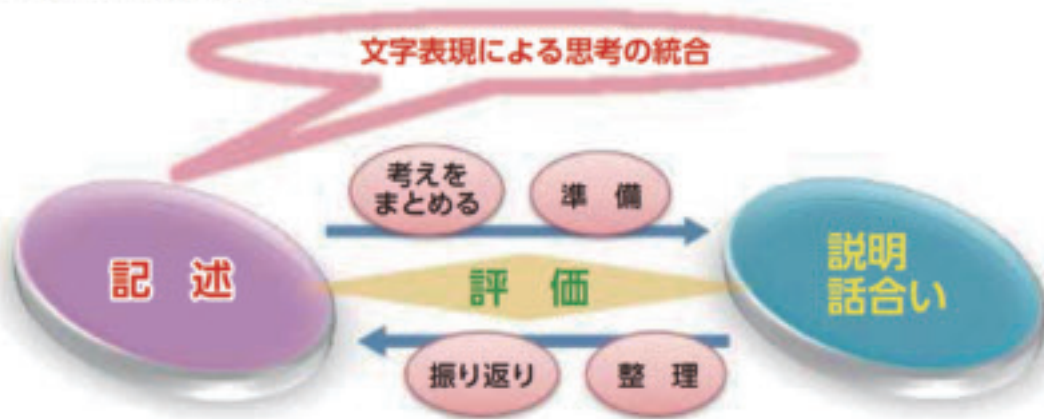 文字表現による思考の統合
考えを
まとめる
準 備
記 述
評 価
説明
話合い
振り返り
整 理